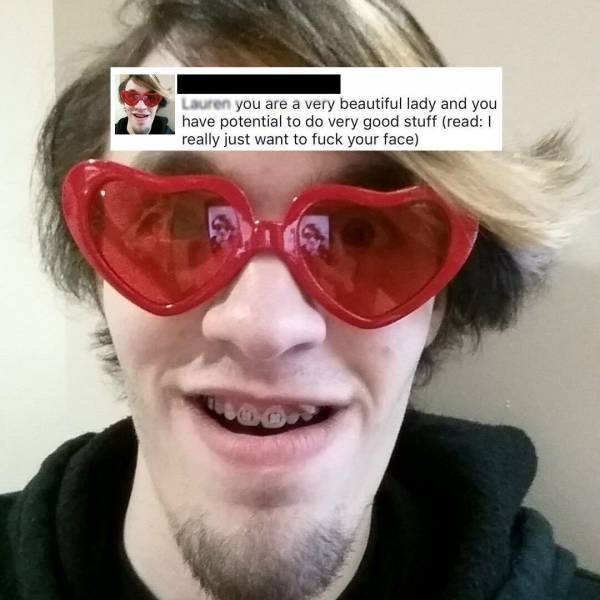 Lauren you are a very beautiful lady and you
have potential to do very good stuff (read: I
really just want to fuck your face)